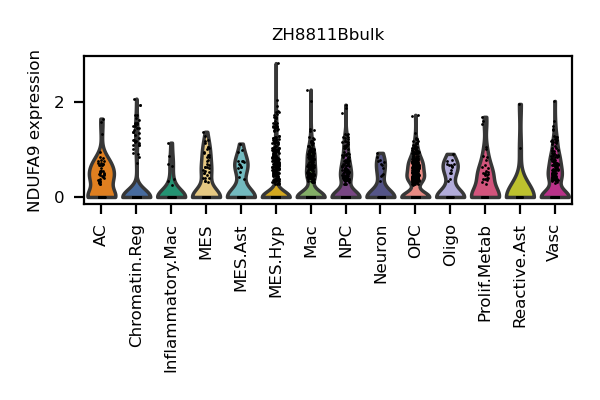 ZH8811Bbulk
NDUFA9 expression
2
0
AC
Chromatin.Reg
Inflammatory.Mac
MES
MES.Ast
MES.Hyp
Mac
NPC
Neuron
OPC
Oligo
Prolif.Metab
Reactive.Ast
Vasc